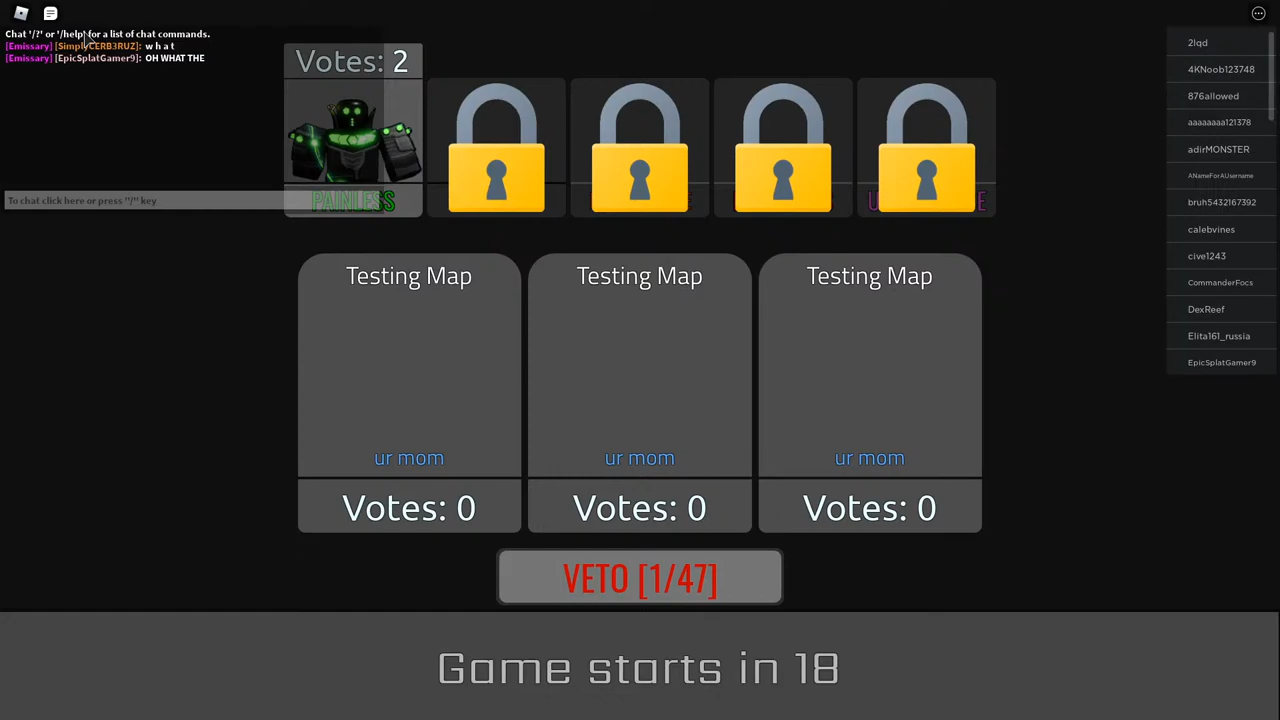 Chat '/?' or '/help' for a list of chat commands.
[Emissary] [SimplyCERB3RUZ]: w h a t
[Emissary] [EpicSplatGamer9]: OH WHAT THE
To chat click here or press "/" key
Votes: 2
PAINLESS
Testing Map
ur mom
Votes: 0
Testing Map
ur mom
Votes: 0
Testing Map
ur mom
Votes: 0
VETO [1/47]
Game starts in 18
2lqd
4KNoob123748
876allowed
aaaaaaaa121378
adirMONSTER
ANameForAUsername
bruh5432167392
calebvines
cive1243
CommanderFocs
DexReef
Elita161_russia
EpicSplatGamer9